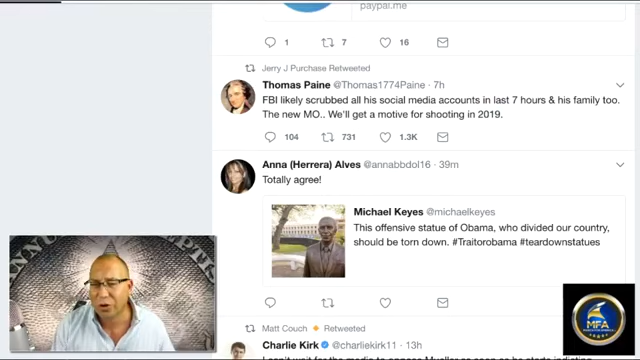 paypal.me
1 7 16
Jerry J Purchase Retweeted
Thomas Paine @Thomas1774Paine · 7h
FBI likely scrubbed all his social media accounts in last 7 hours & his family too.
The new MO.. We'll get a motive for shooting in 2019.
104 731 1.3K
Anna (Herrera) Alves @annabbdol16 · 39m
Totally agree!
Michael Keyes @michaelkeyes
This offensive statue of Obama, who divided our country,
should be torn down. #Traitorobama #teardownstatues
Matt Couch Retweeted
Charlie Kirk @charliekirk11 · 13h
ANNU COEPTIS
MFA